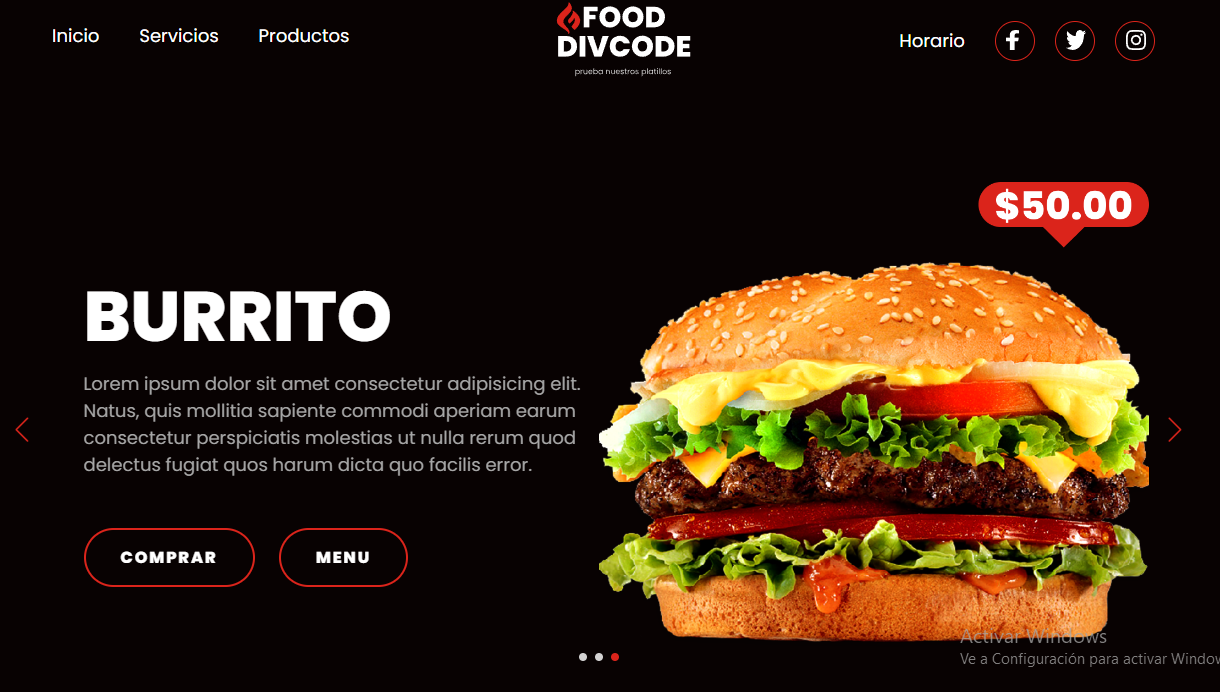 Inicio
Servicios
Productos
FOOD
DIVCODE
prueba nuestros platillos
Horario
$50.00
BURRITO
Lorem ipsum dolor sit amet consectetur adipisicing elit.
Natus, quis mollitia sapiente commodi aperiam earum
consectetur perspiciatis molestias ut nulla rerum quod
delectus fugiat quos harum dicta quo facilis error.
COMPRAR
MENU
Activar Windows
Ve a Configuración para activar Window